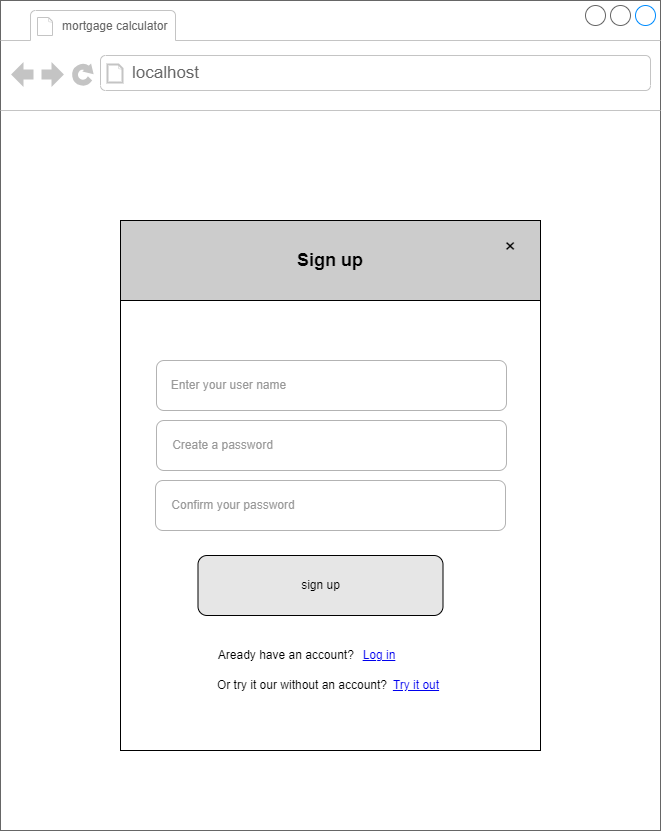 mortgage calculator
localhost
Sign up
×
Enter your user name
Create a password
Confirm your password
sign up
Aready have an account? Log in
Or try it our without an account? Try it out